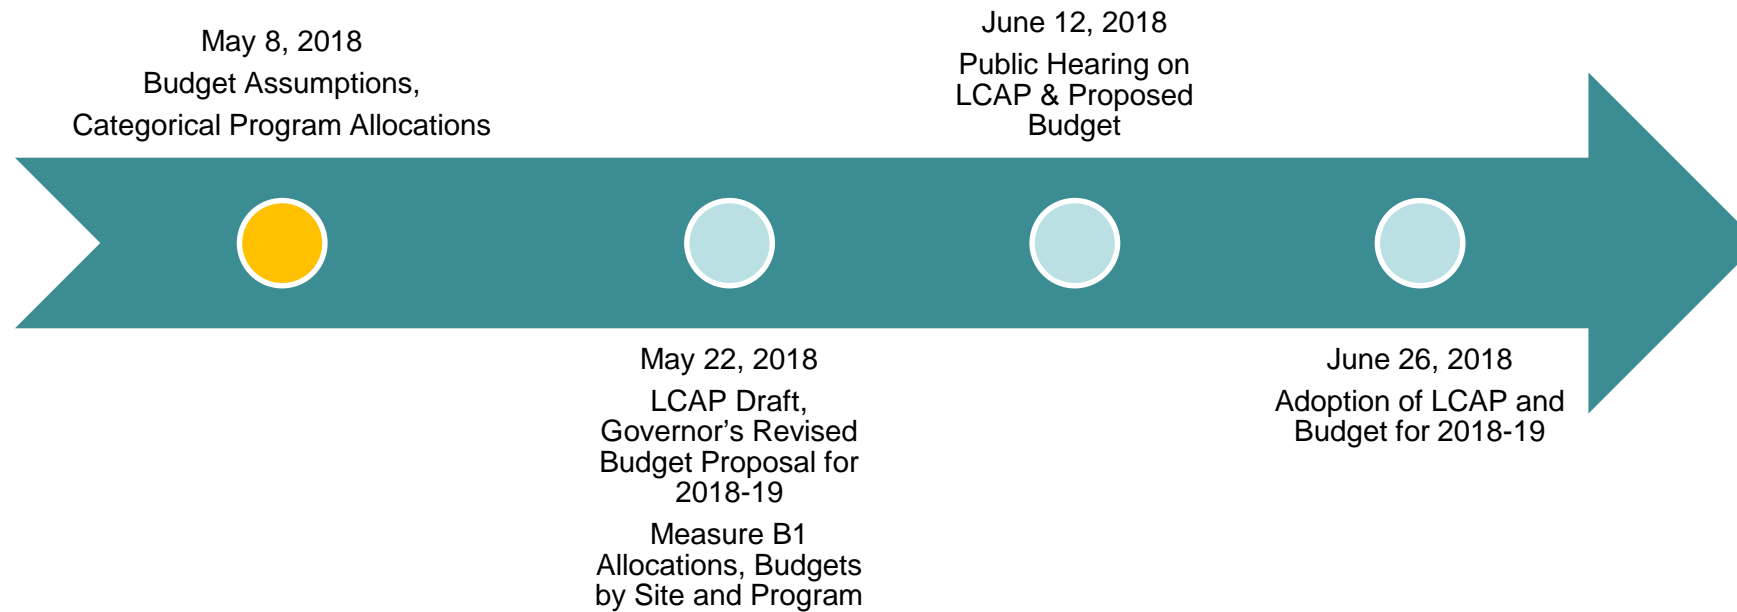 May 8, 2018
Budget Assumptions,
Categorical Program Allocations
May 22, 2018
LCAP Draft,
Governor’s Revised
Budget Proposal for
2018-19
Measure B1
Allocations, Budgets
by Site and Program
June 12, 2018
Public Hearing on
LCAP & Proposed
Budget
June 26, 2018
Adoption of LCAP and
Budget for 2018-19